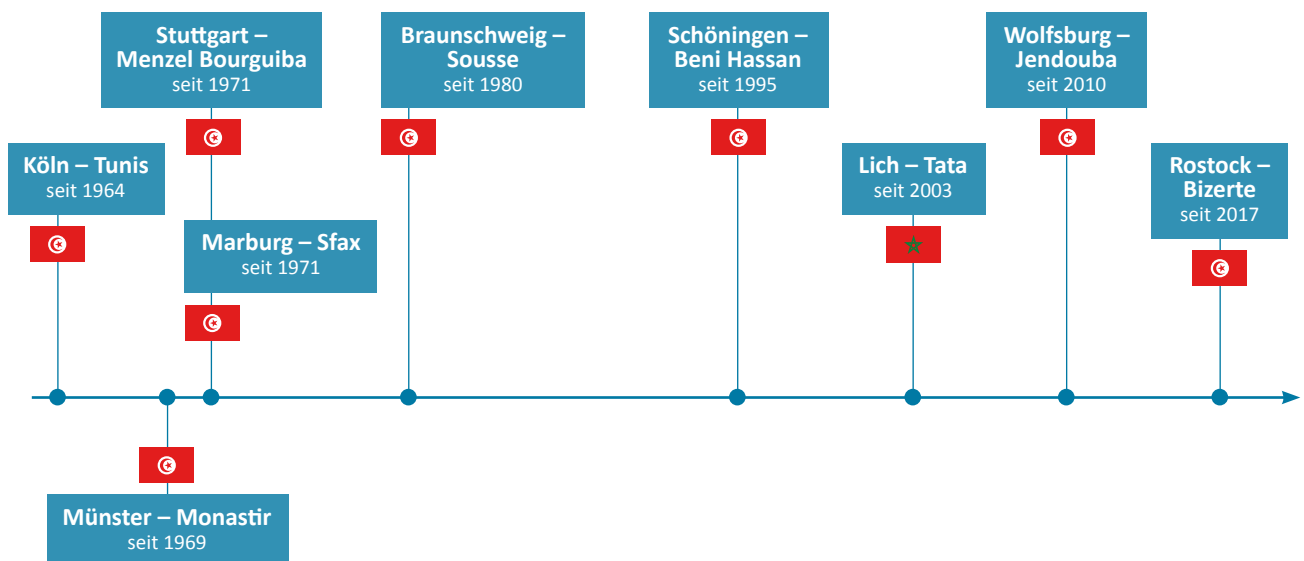 Stuttgart –
Menzel Bourguiba
seit 1971
Braunschweig –
Sousse
seit 1980
Schöningen –
Beni Hassan
seit 1995
Wolfsburg –
Jendouba
seit 2010
Köln – Tunis
seit 1964
Lich – Tata
seit 2003
Rostock –
Bizerte
seit 2017
Marburg – Sfax
seit 1971
Münster – Monastir
seit 1969